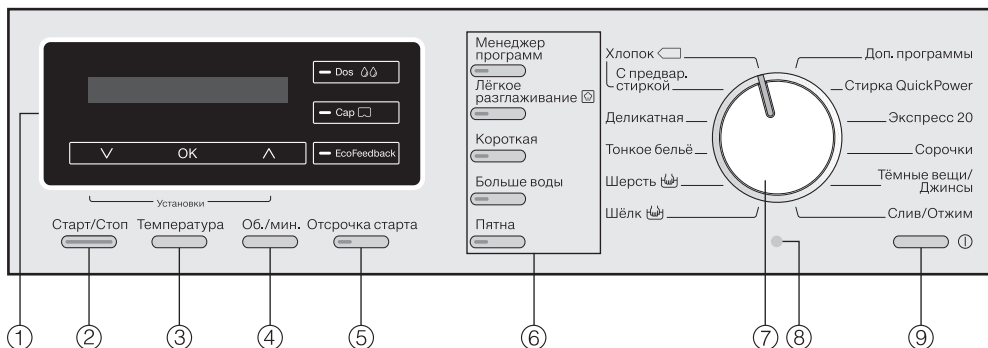 Dos
Cap
EcoFeedback
OK
Установки
Старт/Стоп
Температура
Об./мин.
Отсрочка старта
Менеджер
программ
Лёгкое
разглаживание
Короткая
Больше воды
Пятна
Хлопок
С предвар.
стиркой
Деликатная
Тонкое бельё
Шерсть
Шёлк
Доп. программы
Стирка QuickPower
Экспресс 20
Сорочки
Тёмные вещи/
Джинсы
Слив/Отжим
① ② ③ ④ ⑤ ⑥ ⑦ ⑧ ⑨